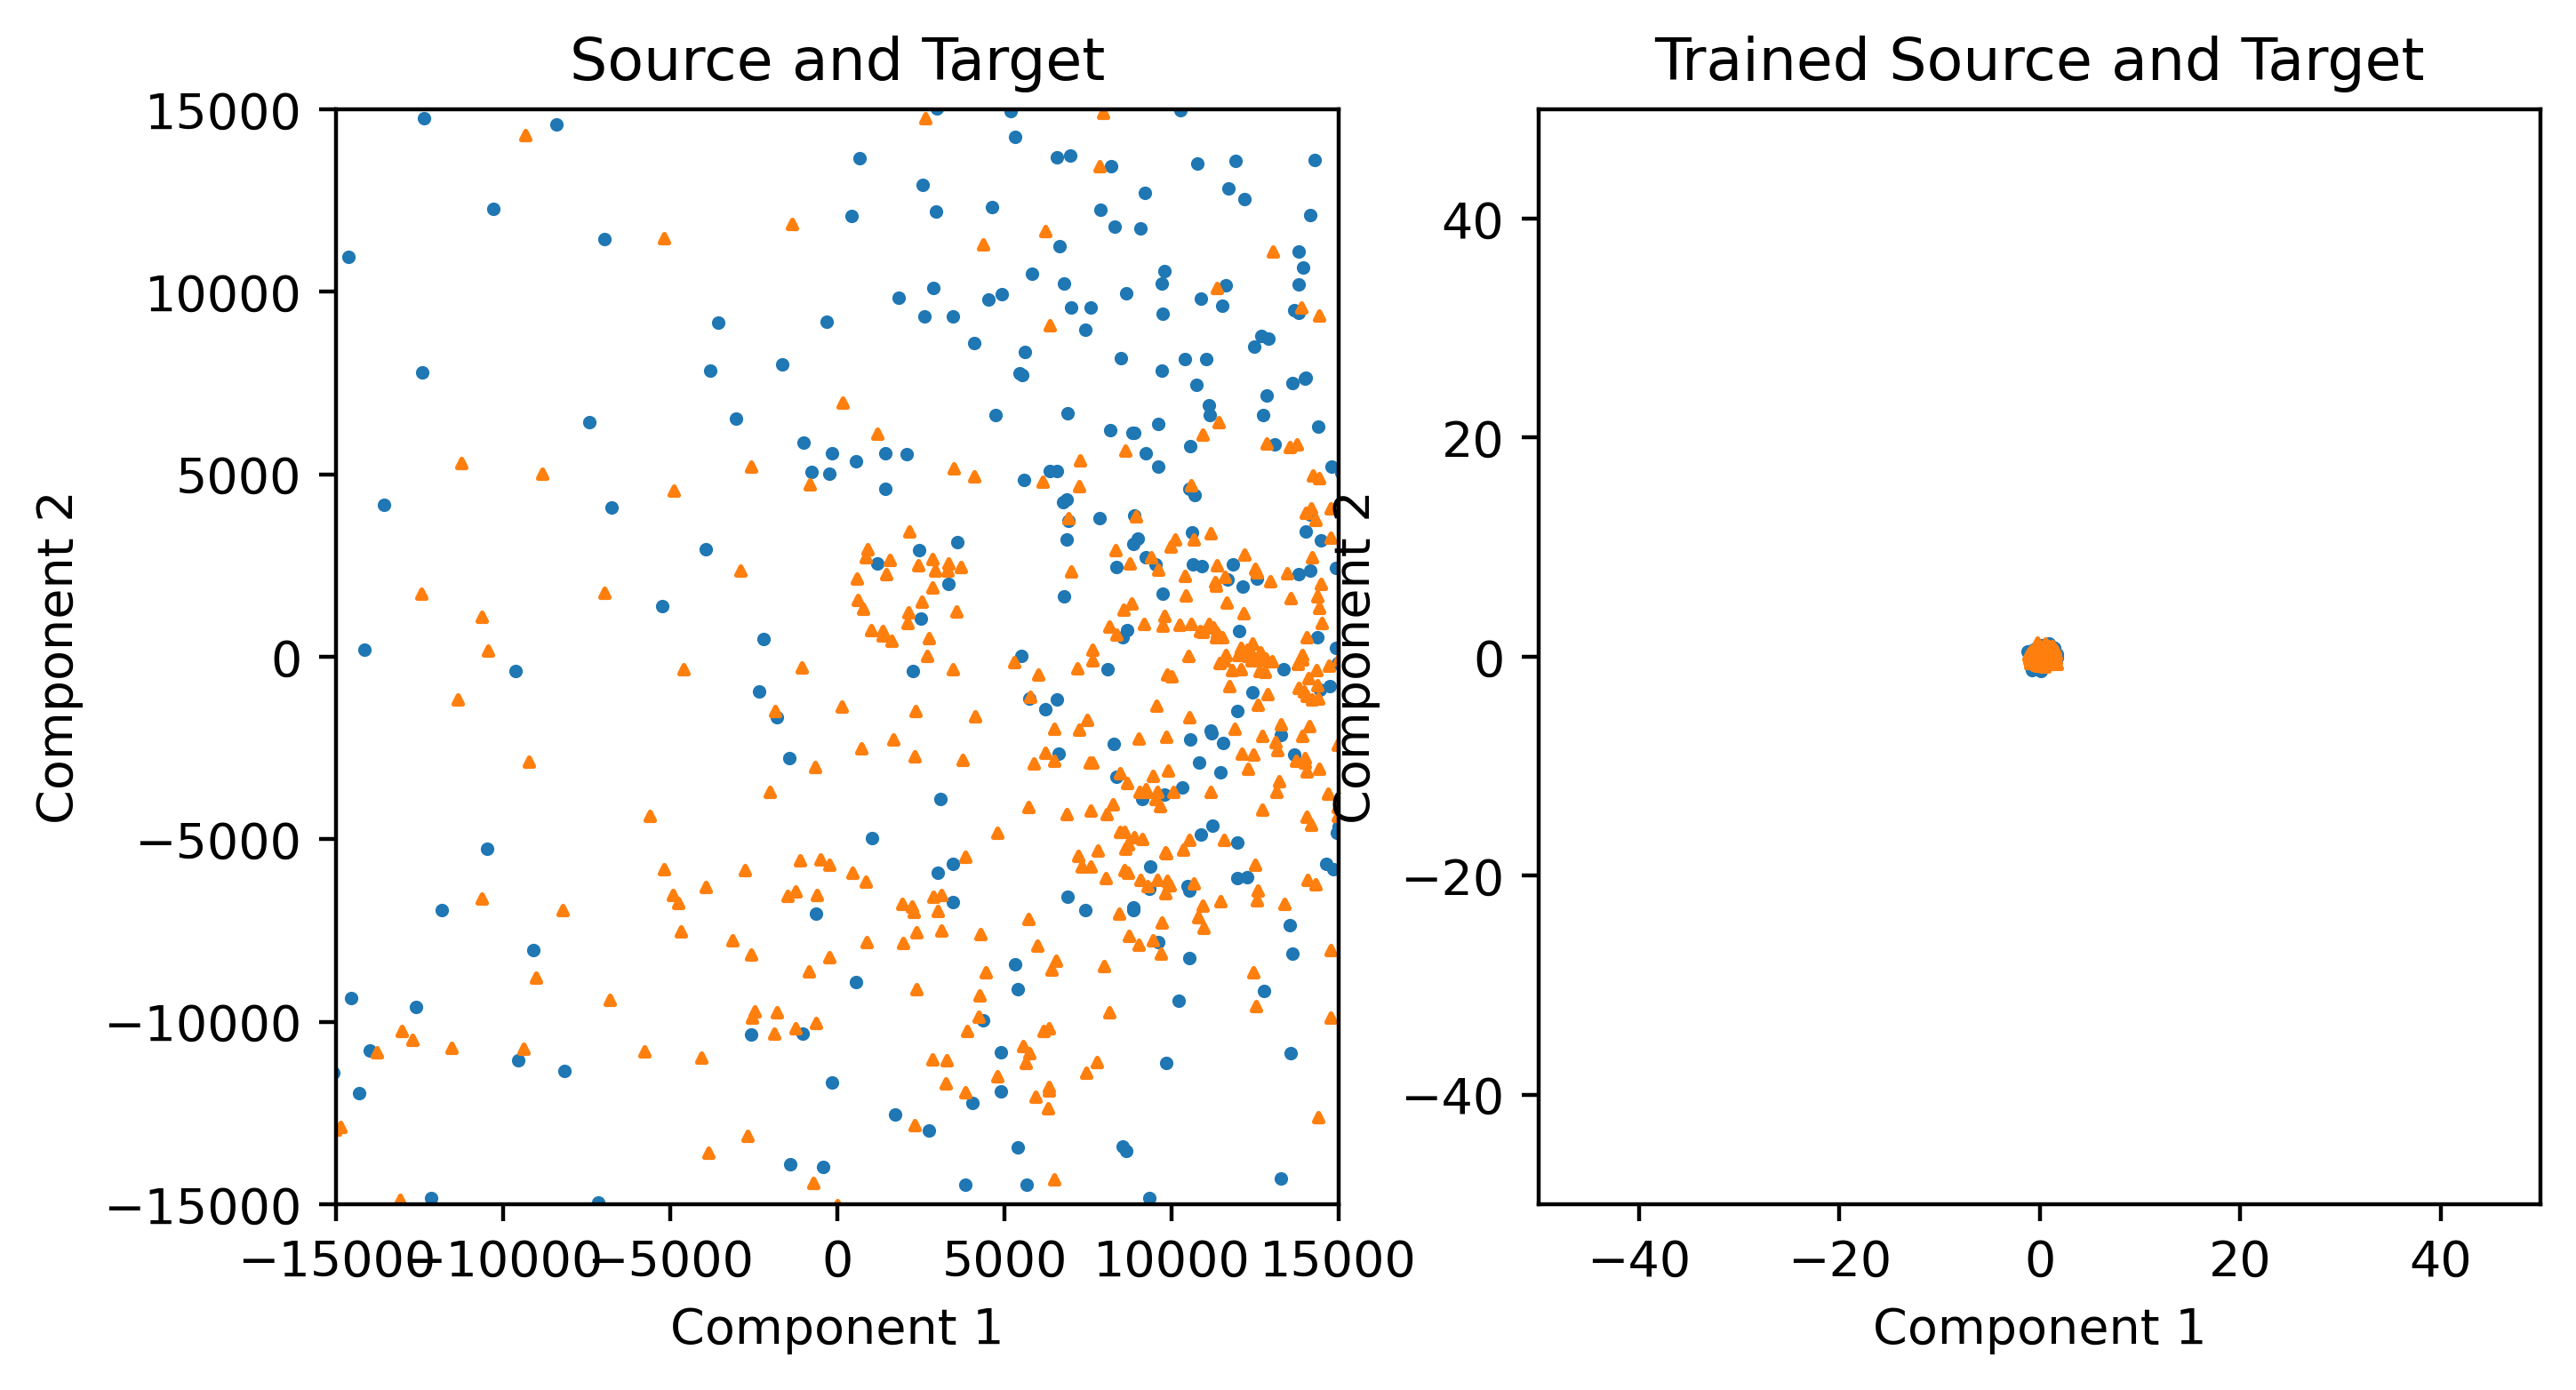 Source and Target
15000
10000
5000
0
−5000
−10000
−15000
Component 2
−15000 −10000 −5000 0 5000 10000 15000
Component 1
Trained Source and Target
40
20
0
−20
−40
Component 2
−40 −20 0 20 40
Component 1